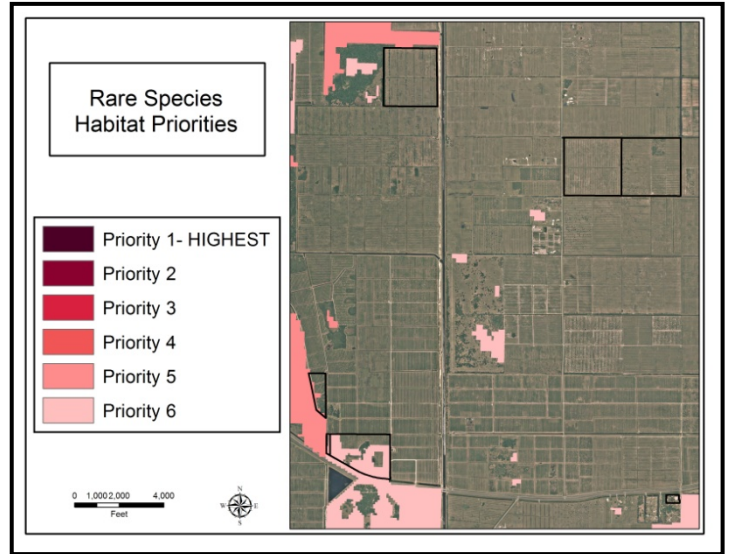 Rare Species
Habitat Priorities
Priority 1- HIGHEST
Priority 2
Priority 3
Priority 4
Priority 5
Priority 6
0 1,000 2,000 4,000
Feet
N
W E
S